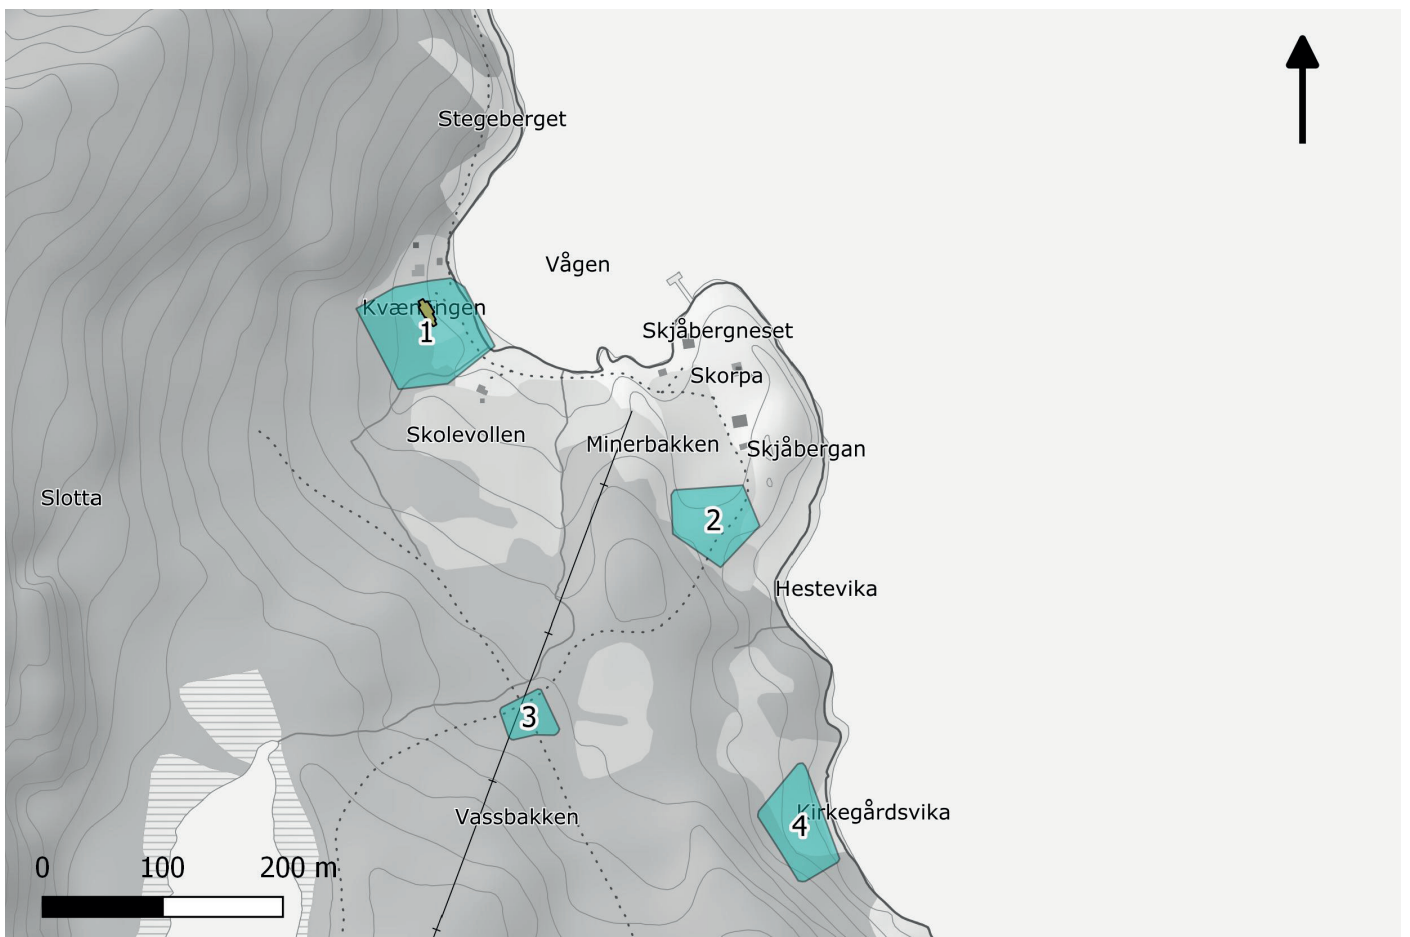 Stegeberget
Vågen
Kværningen
1
Skjåbergneset
Skorpa
Skolevollen
Minerbakken
Skjåbergan
Slotta
2
Hestevika
3
Vassbakken
Kirkegårdsvika
4
0 100 200 m